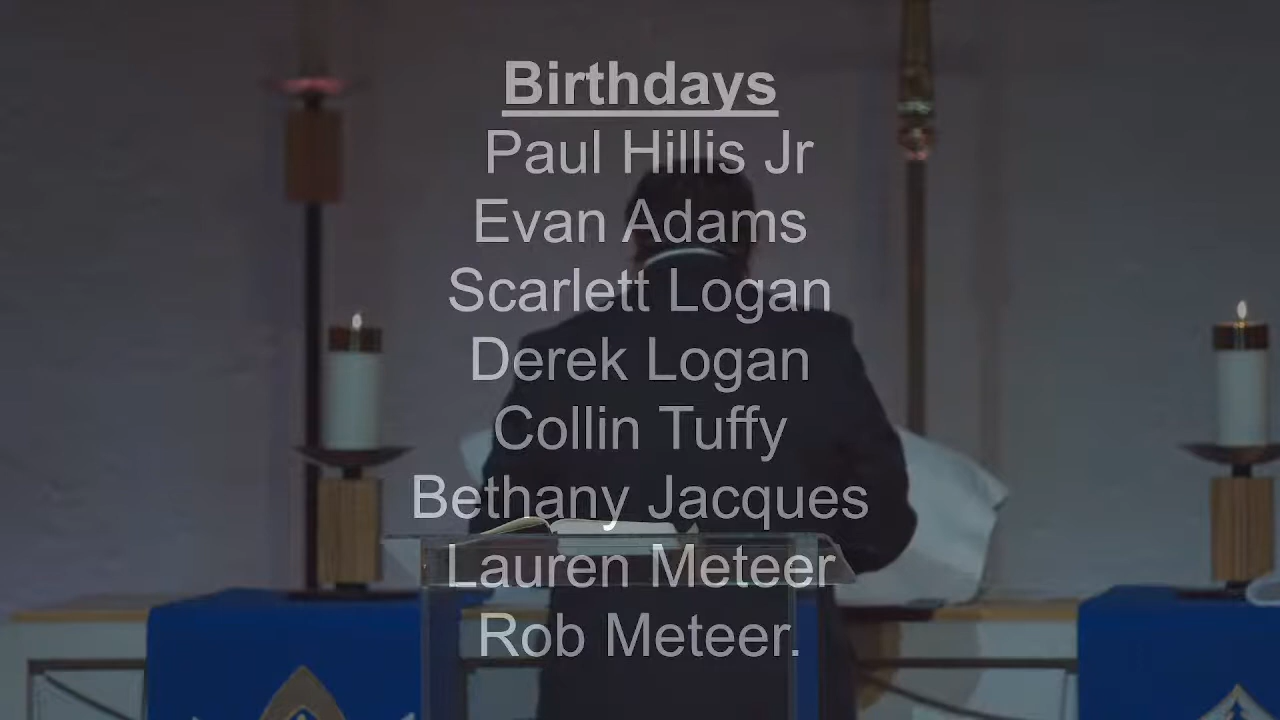 Birthdays
Paul Hillis Jr
Evan Adams
Scarlett Logan
Derek Logan
Collin Tuffy
Bethany Jacques
Lauren Meteer
Rob Meteer.